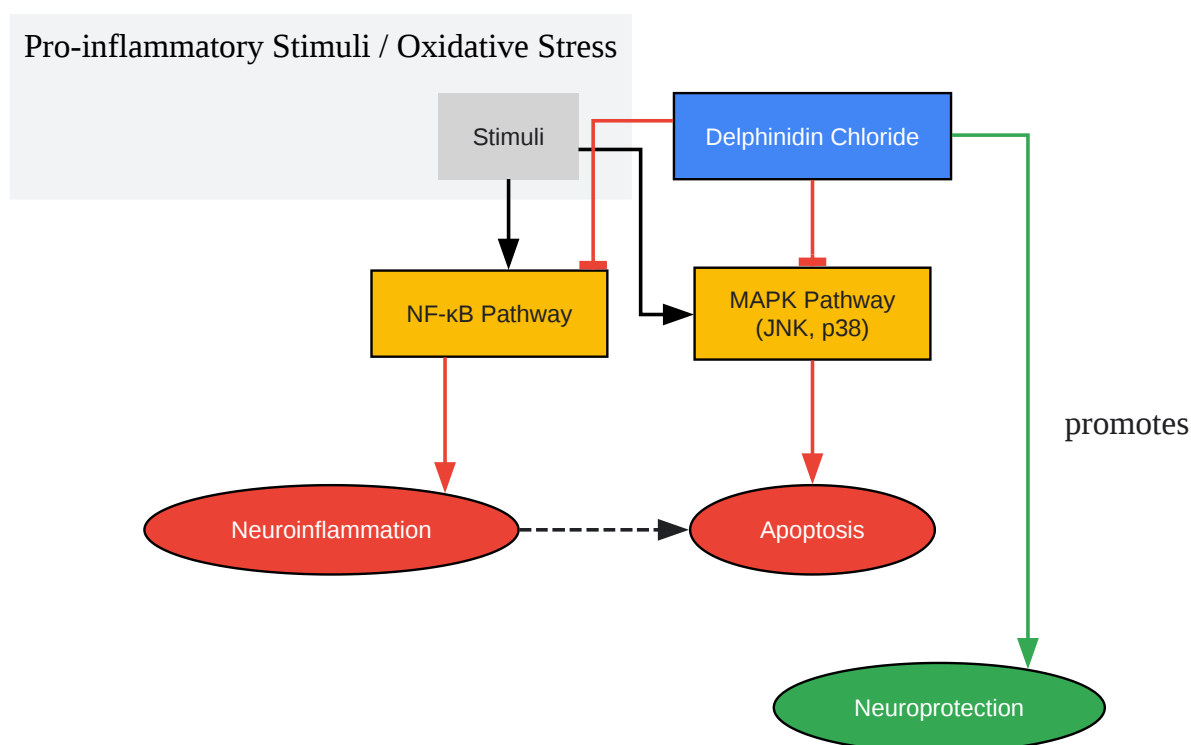 Pro-inflammatory Stimuli / Oxidative Stress
Stimuli
Delphinidin Chloride
NF-κB Pathway
MAPK Pathway
(JNK, p38)
promotes
Neuroinflammation
Apoptosis
Neuroprotection